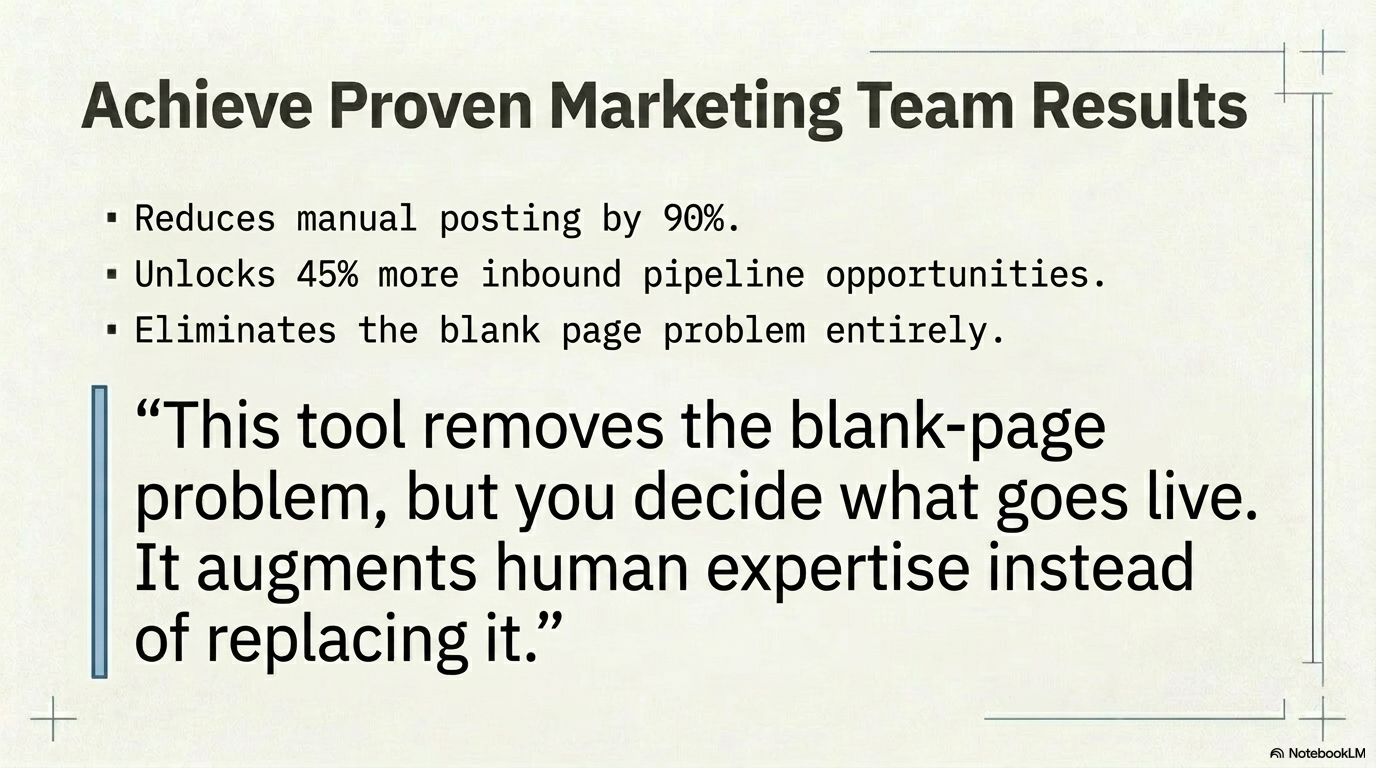 Achieve Proven Marketing Team Results
▪ Reduces manual posting by 90%.
▪ Unlocks 45% more inbound pipeline opportunities.
▪ Eliminates the blank page problem entirely.
“This tool removes the blank-page
problem, but you decide what goes live.
It augments human expertise instead
of replacing it.”
NotebookLM